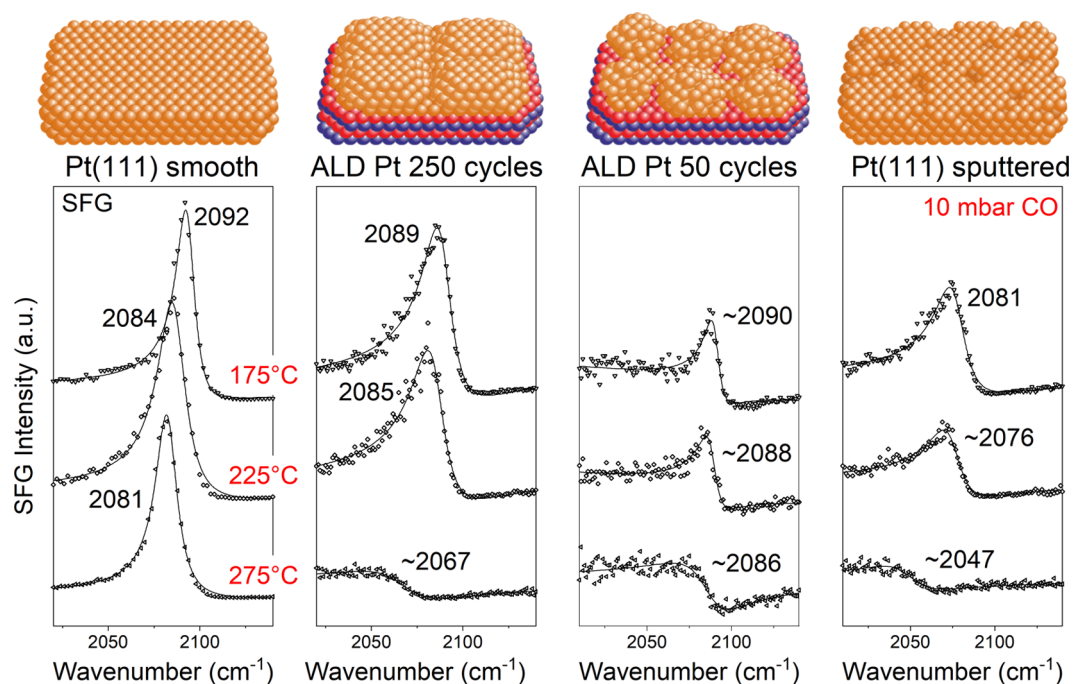 Pt(111) smooth
ALD Pt 250 cycles
ALD Pt 50 cycles
Pt(111) sputtered
SFG Intensity (a.u.)
SFG
2092
2084
175°C
225°C
2081
275°C
2050
2100
Wavenumber (cm⁻¹)
2089
2085
~2067
2050
2100
Wavenumber (cm⁻¹)
~2090
~2088
~2086
2050
2100
Wavenumber (cm⁻¹)
10 mbar CO
2081
~2076
~2047
2050
2100
Wavenumber (cm⁻¹)